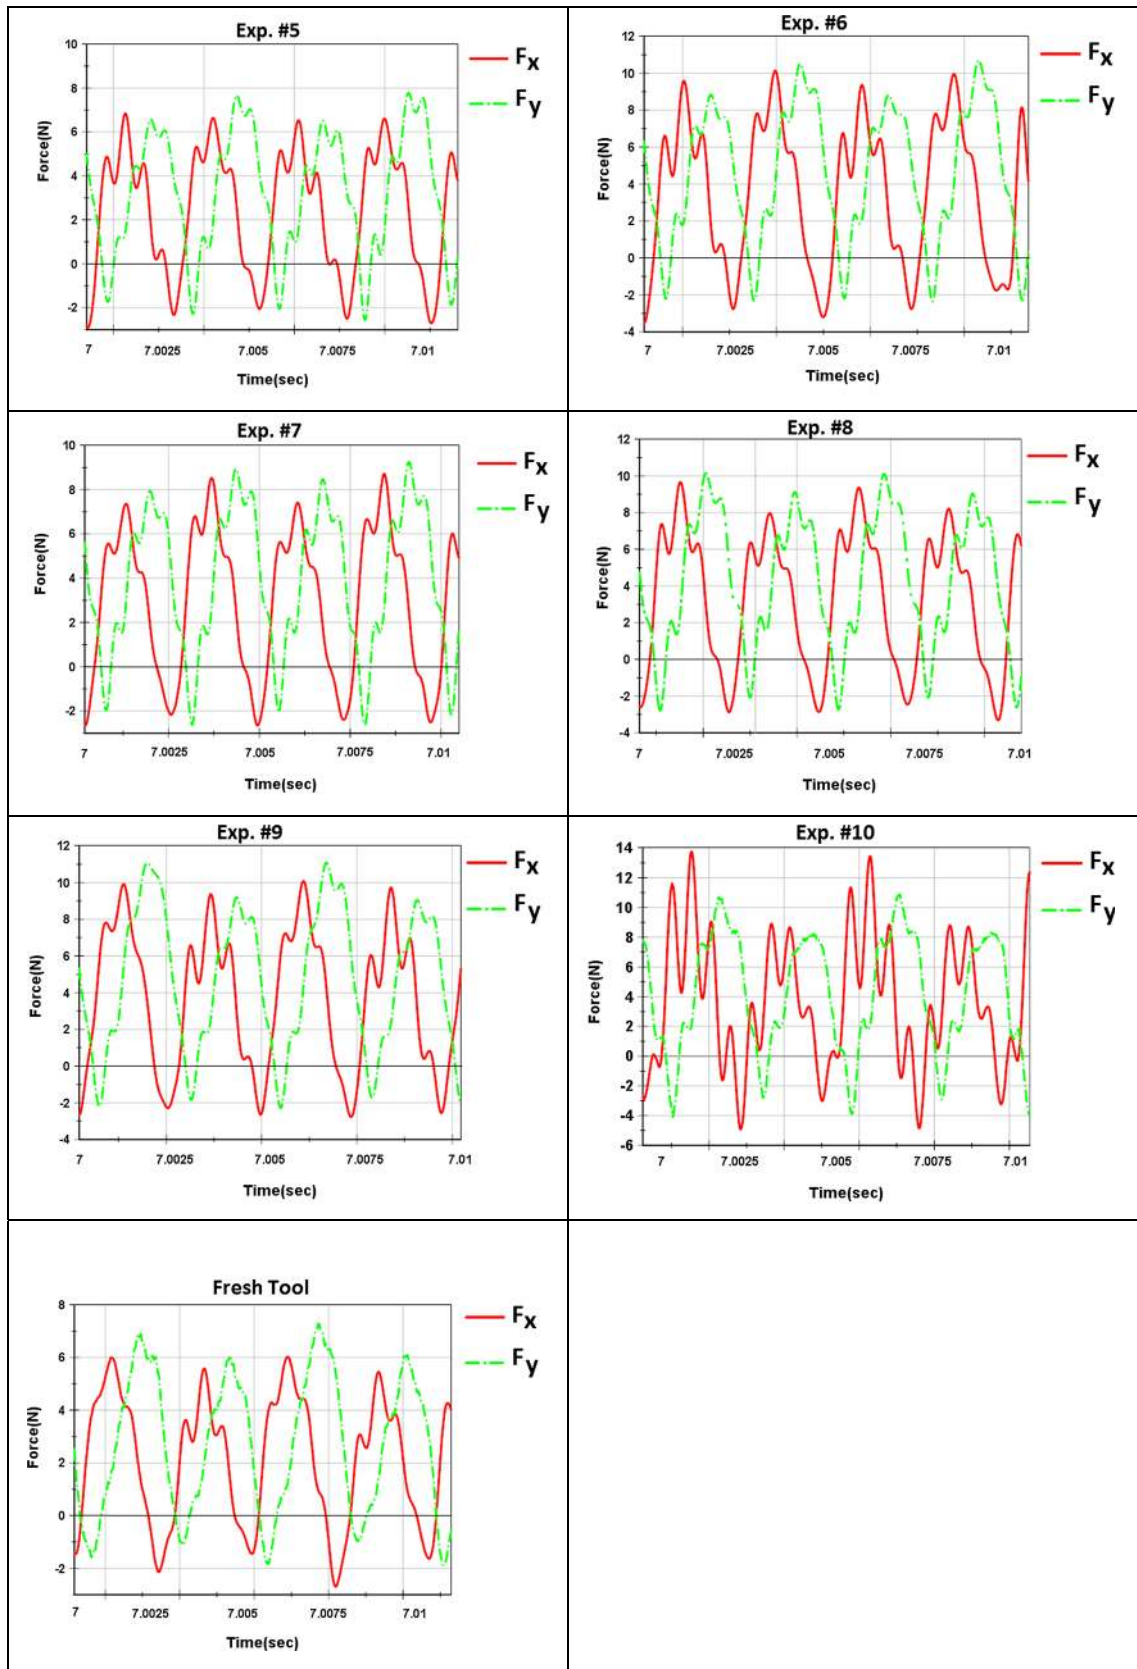 Exp. #5
10
8
6
4
2
0
-2
Force(N)
7 7.0025 7.005 7.0075 7.01
Time(sec)
Fx
Fy
Exp. #6
12
10
8
6
4
2
0
-2
-4
Force(N)
7 7.0025 7.005 7.0075 7.01
Time(sec)
Fx
Fy
Exp. #7
10
8
6
4
2
0
-2
Force(N)
7 7.0025 7.005 7.0075 7.01
Time(sec)
Fx
Fy
Exp. #8
12
10
8
6
4
2
0
-2
-4
Force(N)
7 7.0025 7.005 7.0075 7.01
Time(sec)
Fx
Fy
Exp. #9
12
10
8
6
4
2
0
-2
-4
Force(N)
7 7.0025 7.005 7.0075 7.01
Time(sec)
Fx
Fy
Exp. #10
14
12
10
8
6
4
2
0
-2
-4
-6
Force(N)
7 7.0025 7.005 7.0075 7.01
Time(sec)
Fx
Fy
Fresh Tool
8
6
4
2
0
-2
Force(N)
7 7.0025 7.005 7.0075 7.01
Time(sec)
Fx
Fy